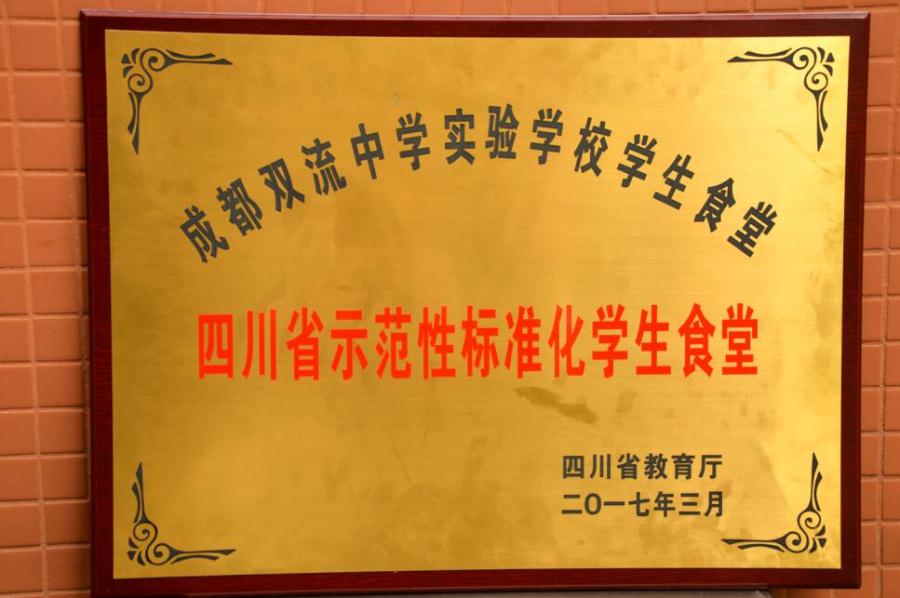 成都双流中学实验学校学生食堂
四川省示范性标准化学生食堂
四川省教育厅
二〇一七年三月